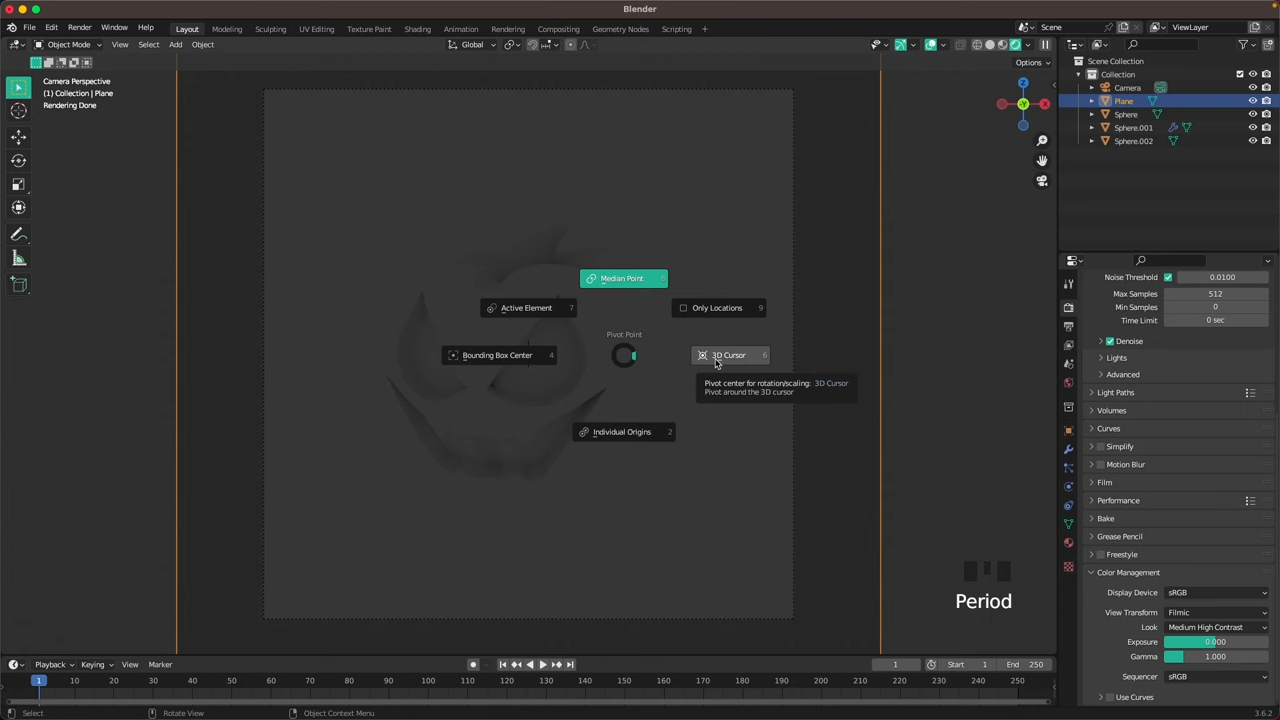 Blender
File Edit Render Window Help Layout Modeling Sculpting UV Editing Texture Paint Shading Animation Rendering Compositing Geometry Nodes Scripting + Scene ViewLayer
Object Mode View Select Add Object Global
Options
Camera Perspective
(1) Collection | Plane
Rendering Done
Z
-Y
X
Scene Collection
Collection
Camera
Plane
Sphere
Sphere.001
Sphere.002
Median Point 8
Active Element 7
Only Locations 9
Pivot Point
Bounding Box Center 4
3D Cursor 6
Pivot center for rotation/scaling: 3D Cursor
Pivot around the 3D cursor
Individual Origins 2
Period
Noise Threshold 0.0100
Max Samples 512
Min Samples 0
Time Limit 0 sec
Denoise
Lights
Advanced
Light Paths
Volumes
Curves
Simplify
Motion Blur
Film
Performance
Bake
Grease Pencil
Freestyle
Color Management
Display Device sRGB
View Transform Filmic
Look Medium High Contrast
Exposure 0.000
Gamma 1.000
Sequencer sRGB
Use Curves
Playback Keying View Marker 1 Start 1 End 250
1 10 20 30 40 50 60 70 80 90 100 110 120 130 140 150 160 170 180 190 200 210 220 230 240 250
Select Rotate View Object Context Menu 3.6.2